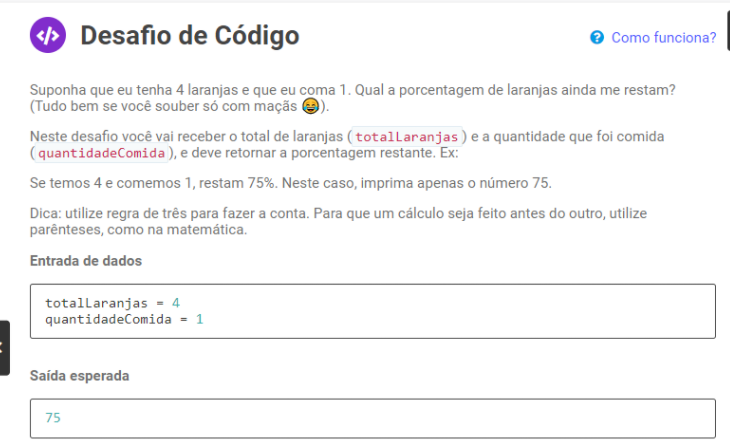 </> Desafio de Código
? Como funciona?
Suponha que eu tenha 4 laranjas e que eu coma 1. Qual a porcentagem de laranjas ainda me restam?
(Tudo bem se você souber só com maçãs 😂).
Neste desafio você vai receber o total de laranjas ( totalLaranjas ) e a quantidade que foi comida
( quantidadeComida ), e deve retornar a porcentagem restante. Ex:
Se temos 4 e comemos 1, restam 75%. Neste caso, imprima apenas o número 75.
Dica: utilize regra de três para fazer a conta. Para que um cálculo seja feito antes do outro, utilize
parênteses, como na matemática.
Entrada de dados
totalLaranjas = 4
quantidadeComida = 1
Saída esperada
75